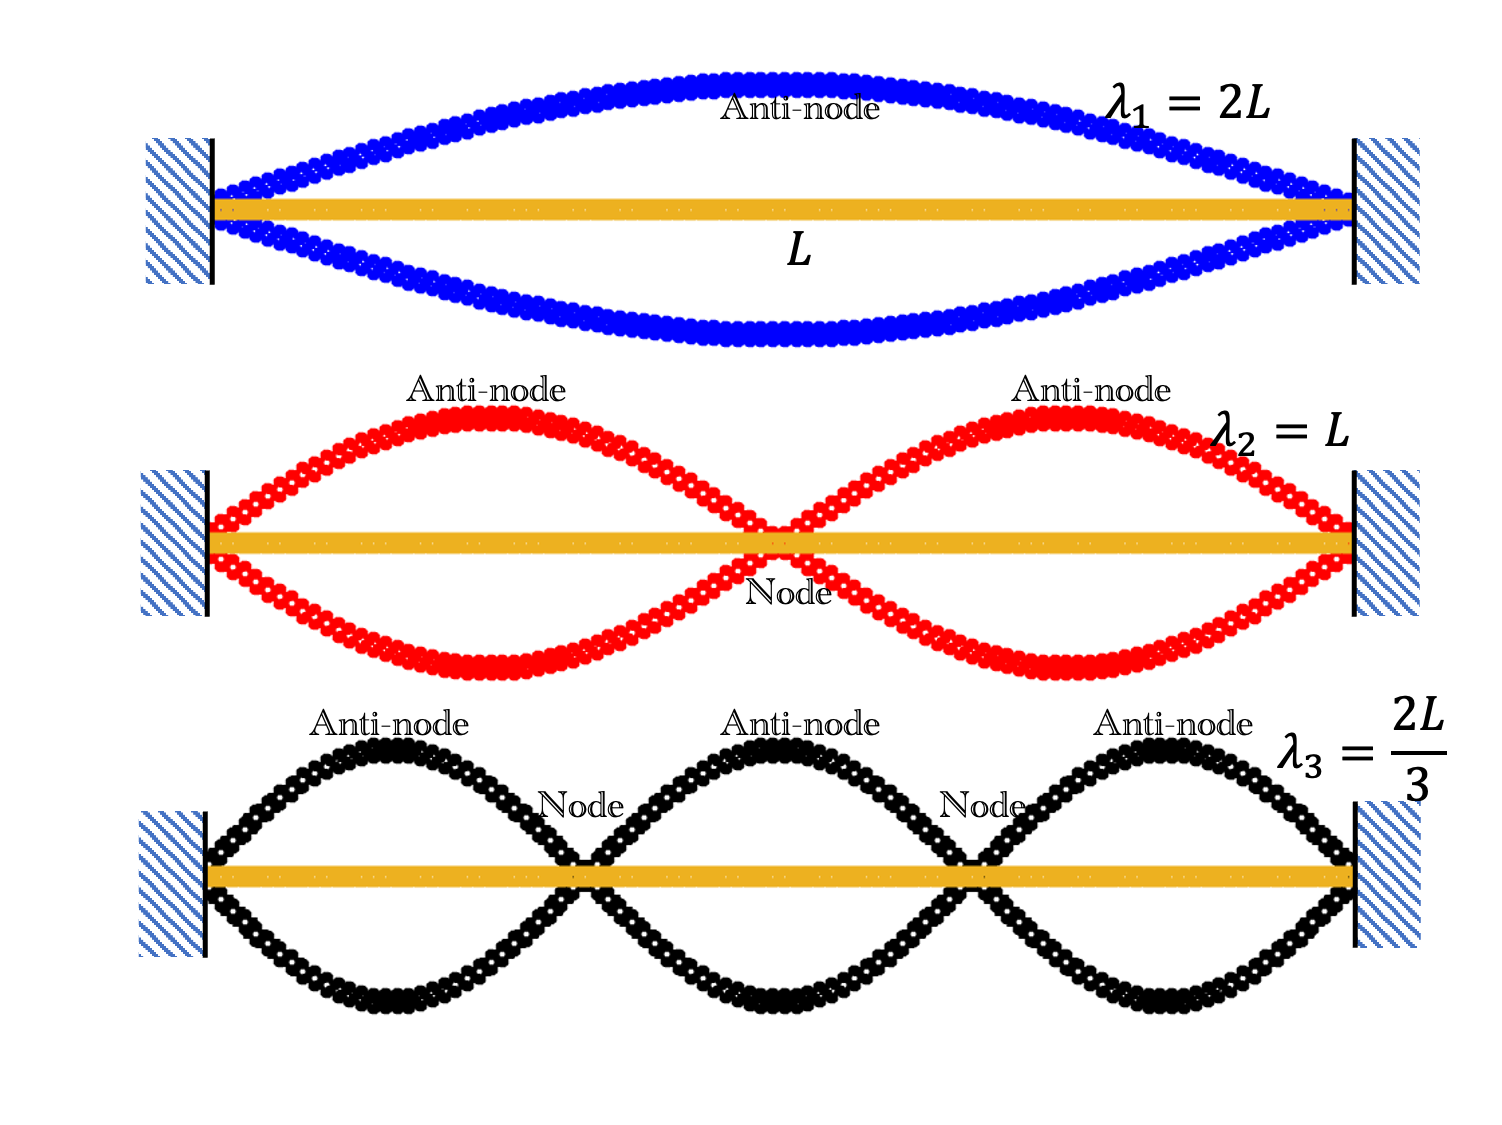 Anti-node
λ₁ = 2L
L
Anti-node Anti-node
λ₂ = L
Node
Anti-node Anti-node Anti-node
λ₃ = 2L/3
Node Node